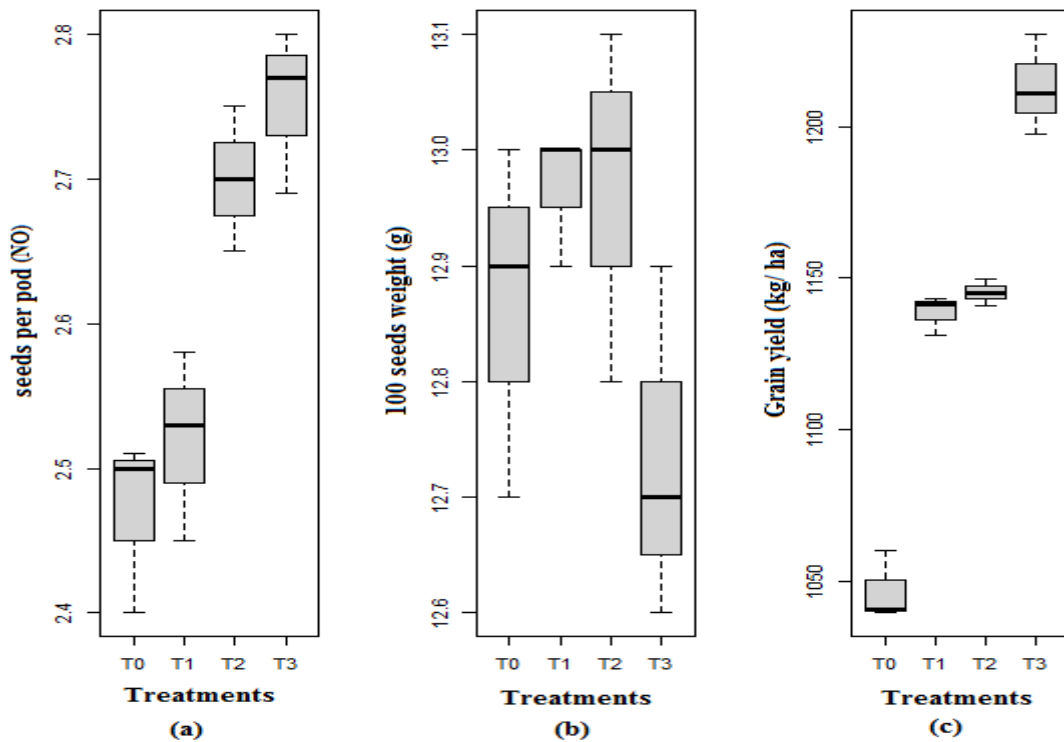 seeds per pod (NO)
2.8
2.7
2.6
2.5
2.4
T0 T1 T2 T3
Treatments
(a)
100 seeds weight (g)
13.1
13.0
12.9
12.8
12.7
12.6
T0 T1 T2 T3
Treatments
(b)
Grain yield (kg/ ha)
1200
1150
1100
1050
T0 T1 T2 T3
Treatments
(c)